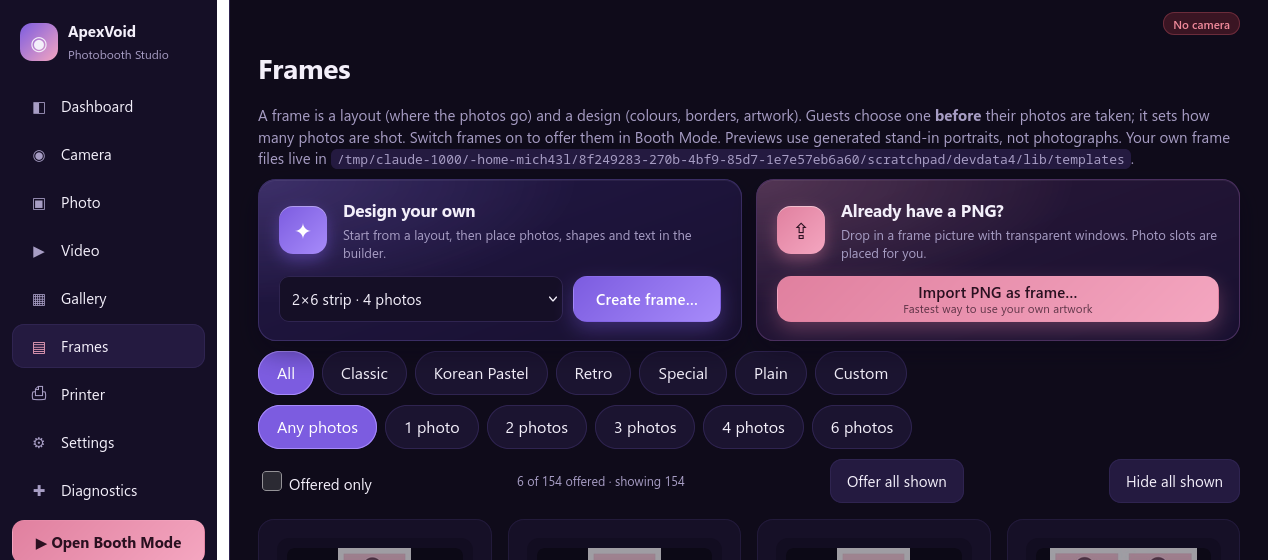 ApexVoid
Photobooth Studio
Dashboard
Camera
Photo
Video
Gallery
Frames
Printer
Settings
Diagnostics
▶ Open Booth Mode
No camera
Frames
A frame is a layout (where the photos go) and a design (colours, borders, artwork). Guests choose one before their photos are taken; it sets how
many photos are shot. Switch frames on to offer them in Booth Mode. Previews use generated stand-in portraits, not photographs. Your own frame
files live in /tmp/claude-1000/-home-mich43l/8f249283-270b-4bf9-85d7-1e7e57eb6a60/scratchpad/devdata4/lib/templates.
Design your own
Start from a layout, then place photos, shapes and text in the
builder.
2×6 strip · 4 photos
Create frame…
Already have a PNG?
Drop in a frame picture with transparent windows. Photo slots are
placed for you.
Import PNG as frame…
Fastest way to use your own artwork
All
Classic
Korean Pastel
Retro
Special
Plain
Custom
Any photos
1 photo
2 photos
3 photos
4 photos
6 photos
Offered only
6 of 154 offered · showing 154
Offer all shown
Hide all shown